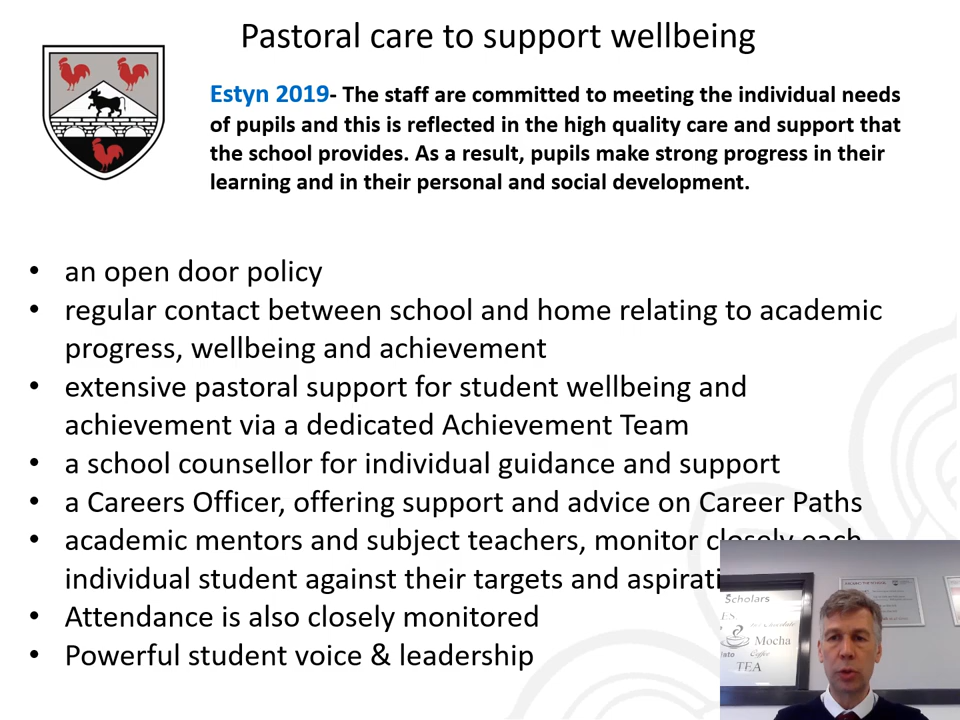 Pastoral care to support wellbeing
Estyn 2019- The staff are committed to meeting the individual needs
of pupils and this is reflected in the high quality care and support that
the school provides. As a result, pupils make strong progress in their
learning and in their personal and social development.
• an open door policy
• regular contact between school and home relating to academic
progress, wellbeing and achievement
• extensive pastoral support for student wellbeing and
achievement via a dedicated Achievement Team
• a school counsellor for individual guidance and support
• a Careers Officer, offering support and advice on Career Paths
• academic mentors and subject teachers, monitor closely each
individual student against their targets and
• Attendance is also closely monitored
• Powerful student voice & leadership
Scholars
Mocha
Coffee
TEA